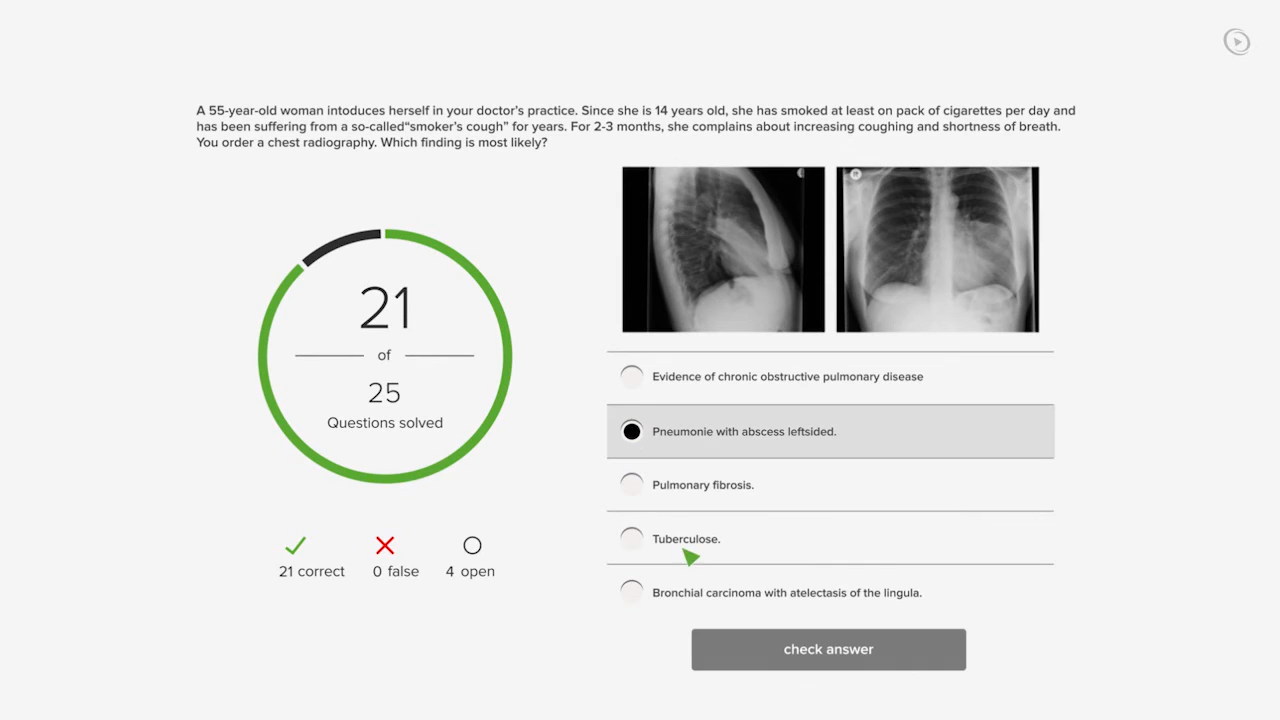 A 55-year-old woman intoduces herself in your doctor's practice. Since she is 14 years old, she has smoked at least on pack of cigarettes per day and
has been suffering from a so-called“smoker's cough” for years. For 2-3 months, she complains about increasing coughing and shortness of breath.
You order a chest radiography. Which finding is most likely?
21
of
25
Questions solved
21 correct
0 false
4 open
Evidence of chronic obstructive pulmonary disease
Pneumonie with abscess leftsided.
Pulmonary fibrosis.
Tuberculose.
Bronchial carcinoma with atelectasis of the lingula.
check answer